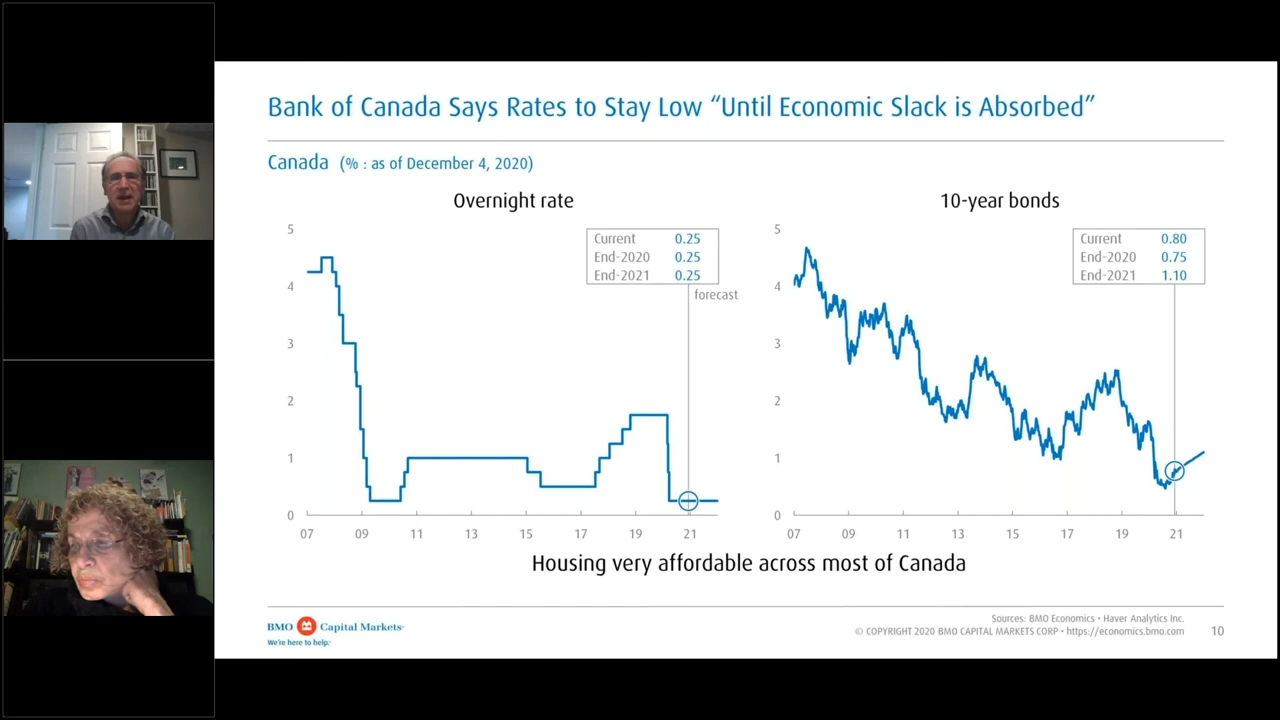 Bank of Canada Says Rates to Stay Low “Until Economic Slack is Absorbed”
Canada (% : as of December 4, 2020)
Overnight rate
5
4
3
2
1
0
Current 0.25
End-2020 0.25
End-2021 0.25
forecast
07 09 11 13 15 17 19 21
10-year bonds
5
4
3
2
1
0
Current 0.80
End-2020 0.75
End-2021 1.10
07 09 11 13 15 17 19 21
Housing very affordable across most of Canada
BMO Capital Markets
We’re here to help.
Sources: BMO Economics • Haver Analytics Inc.
© COPYRIGHT 2020 BMO CAPITAL MARKETS CORP • https://economics.bmo.com
10